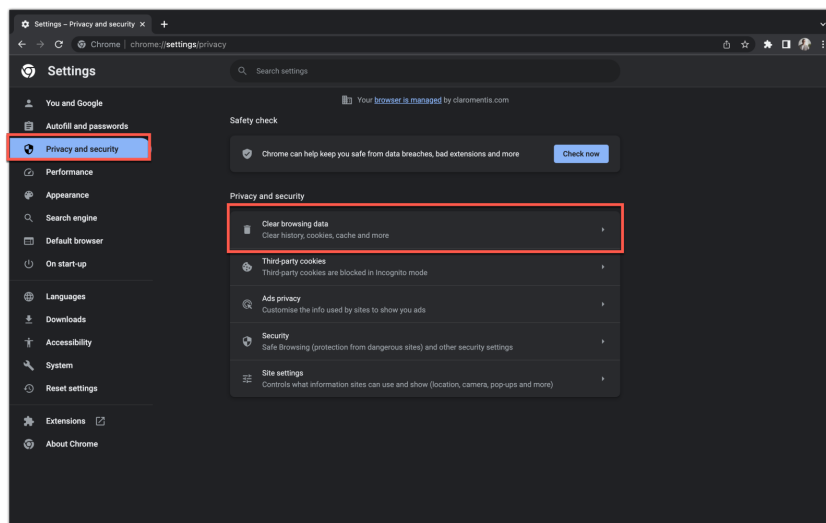 Settings – Privacy and security
Chrome | chrome://settings/privacy
Settings
Search settings
Your browser is managed by claromentis.com
You and Google
Autofill and passwords
Privacy and security
Performance
Appearance
Search engine
Default browser
On start-up
Languages
Downloads
Accessibility
System
Reset settings
Extensions
About Chrome
Safety check
Chrome can help keep you safe from data breaches, bad extensions and more
Check now
Privacy and security
Clear browsing data
Clear history, cookies, cache and more
Third-party cookies
Third-party cookies are blocked in Incognito mode
Ads privacy
Customise the info used by sites to show you ads
Security
Safe Browsing (protection from dangerous sites) and other security settings
Site settings
Controls what information sites can use and show (location, camera, pop-ups and more)